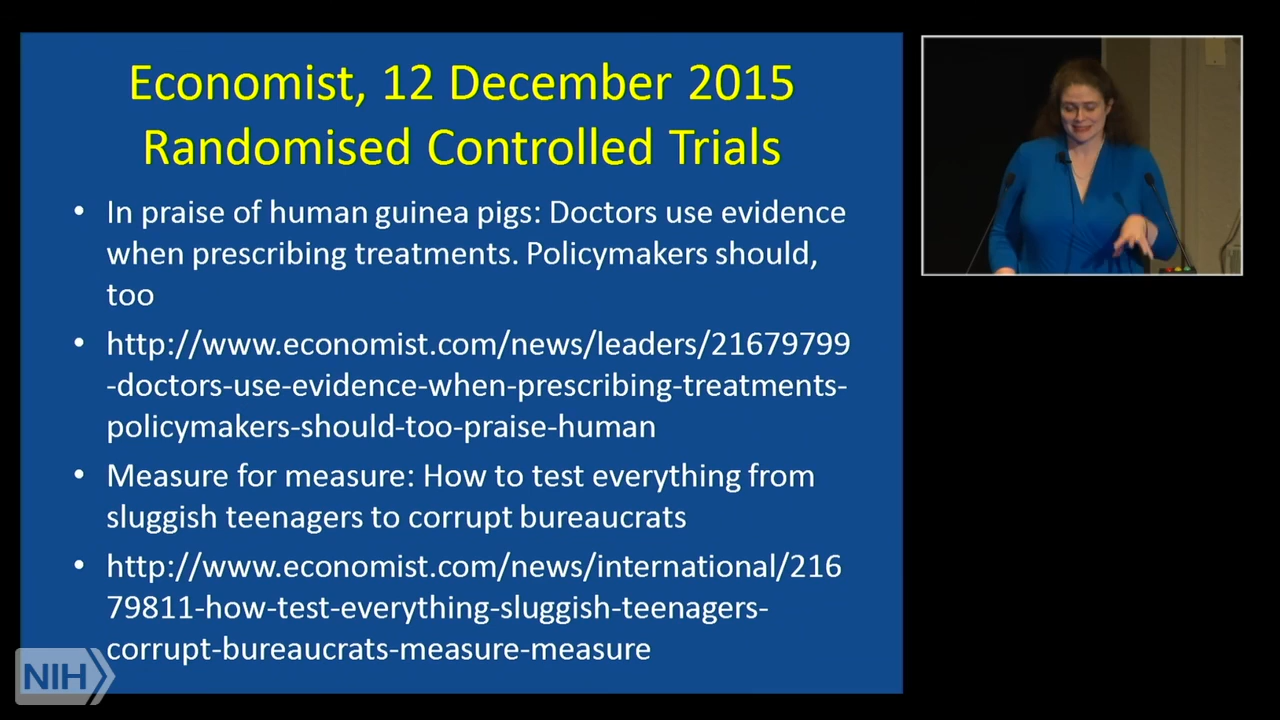 Economist, 12 December 2015
Randomised Controlled Trials
• In praise of human guinea pigs: Doctors use evidence
when prescribing treatments. Policymakers should,
too
• http://www.economist.com/news/leaders/21679799
-doctors-use-evidence-when-prescribing-treatments-
policymakers-should-too-praise-human
• Measure for measure: How to test everything from
sluggish teenagers to corrupt bureaucrats
• http://www.economist.com/news/international/216
79811-how-test-everything-sluggish-teenagers-
corrupt-bureaucrats-measure-measure
NIH